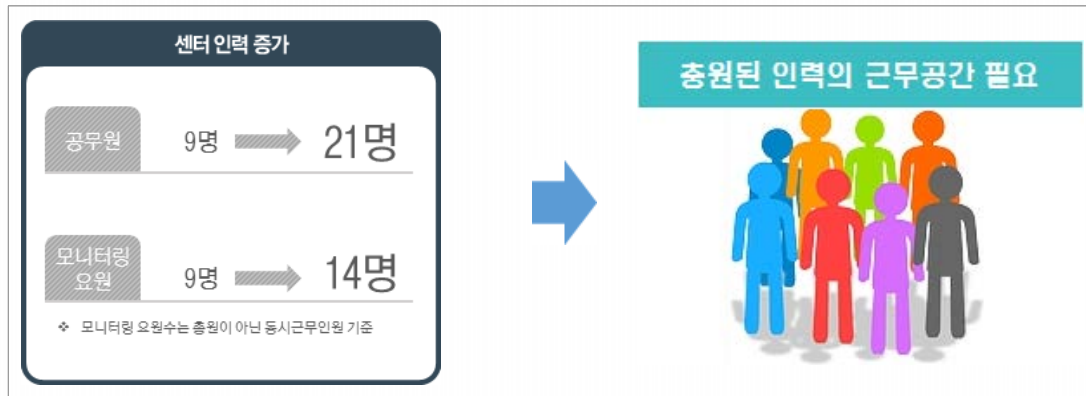 센터 인력 증가
충원된 인력의 근무공간 필요
공무원 9명 21명
모니터링
요원 9명 14명
❖ 모니터링 요원수는 총원이 아닌 동시근무인원 기준